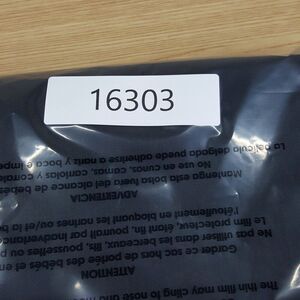 16303
The thin film may cling to nose and
ATTENTION
Garder ce sac hors de portée des bébés et en
Ne pas utiliser dans les berceaux, lits, poussettes ou
Le film protecteur, étant fin, pourrait par inadvertance
l'étouffement en bloquant les narines ou/et la
ADVERTENCIA
Mantenga esta bolsa fuera del alcance de bebés
No use en cunas, camas, carriolas y
La película delgada puede adherirse a nariz y boca e